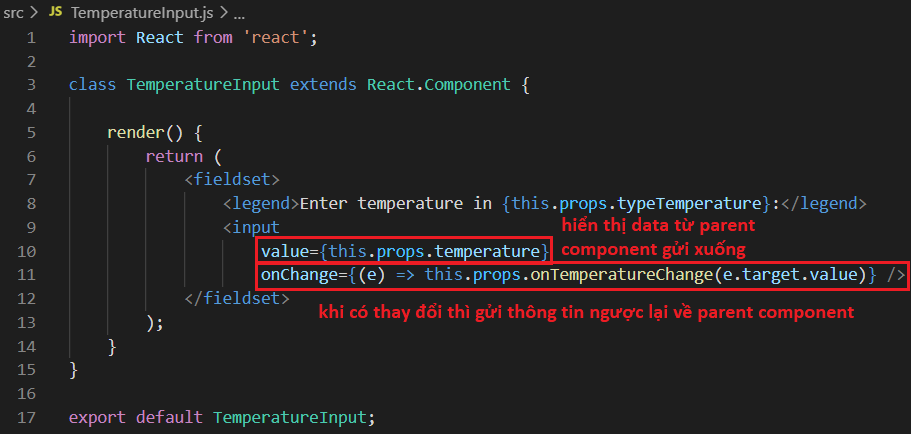 src > JS TemperatureInput.js > ...
1 import React from 'react';
2
3 class TemperatureInput extends React.Component {
4
5 render() {
6 return (
7 <fieldset>
8 <legend>Enter temperature in {this.props.typeTemperature}:</legend>
9 <input
hiển thị data từ parent
10 value={this.props.temperature}
component gửi xuống
11 onChange={(e) => this.props.onTemperatureChange(e.target.value)} />
12 </fieldset>
khi có thay đổi thì gửi thông tin ngược lại về parent component
13 );
14 }
15 }
16
17 export default TemperatureInput;